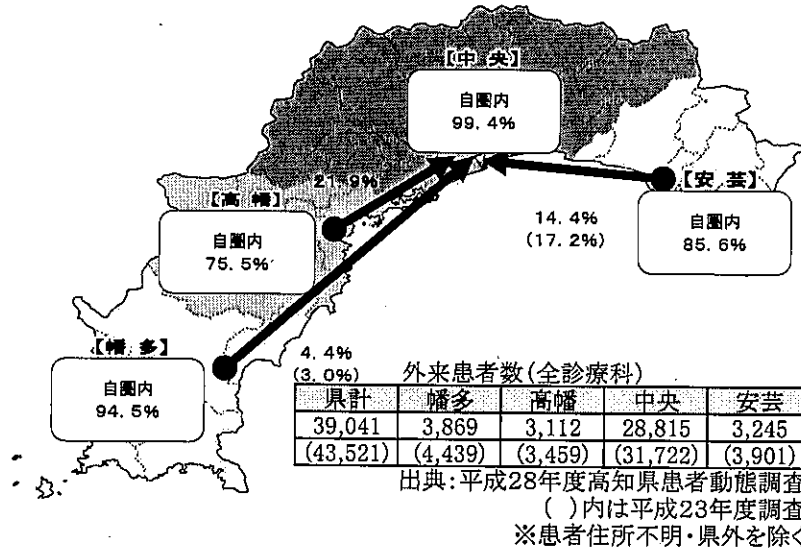 【中 央】
自圏内
99.4%
21.9%
【高 幡】
自圏内
75.5%
【安 芸】
自圏内
85.6%
14.4%
(17.2%)
【幡 多】
自圏内
94.5%
4.4%
(3.0%)
外来患者数(全診療科)
県計 幡多 高幡 中央 安芸
39,041 3,869 3,112 28,815 3,245
(43,521) (4,439) (3,459) (31,722) (3,901)
出典:平成28年度高知県患者動態調査
( )内は平成23年度調査
※患者住所不明・県外を除く